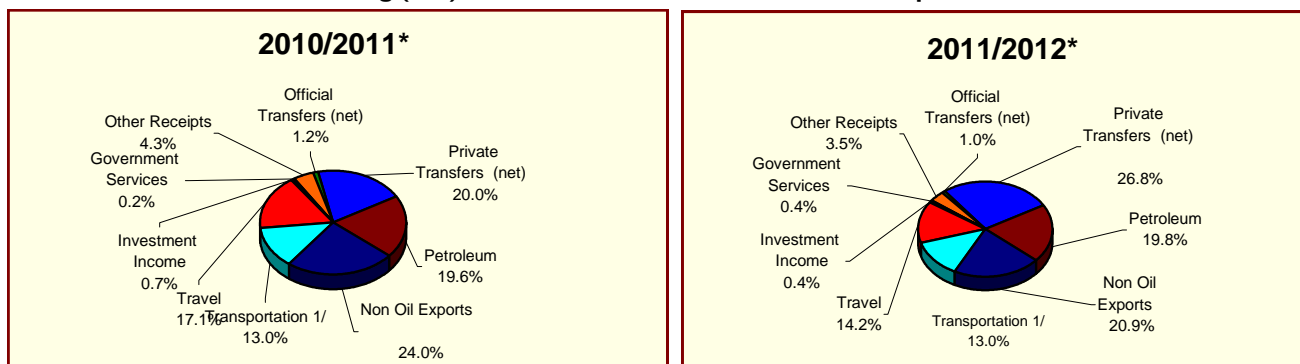 2010/2011*
Official
Transfers (net)
1.2%
Other Receipts
4.3%
Government
Services
0.2%
Investment
Income
0.7%
Travel
17.1%
Transportation 1/
13.0%
Non Oil Exports
24.0%
Petroleum
19.6%
Private
Transfers (net)
20.0%
2011/2012*
Official
Transfers (net)
1.0%
Other Receipts
3.5%
Government
Services
0.4%
Investment
Income
0.4%
Travel
14.2%
Transportation 1/
13.0%
Non Oil
Exports
20.9%
Petroleum
19.8%
Private
Transfers (net)
26.8%